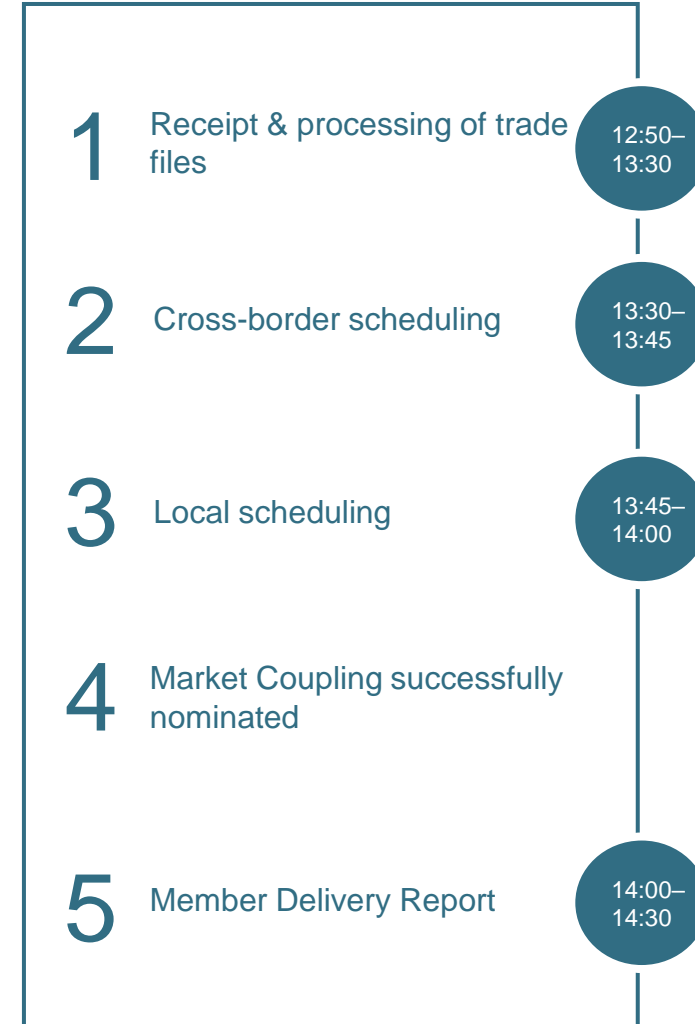 1
Receipt & processing of trade
files
12:50–
13:30
2
Cross-border scheduling
13:30–
13:45
3
Local scheduling
13:45–
14:00
4
Market Coupling successfully
nominated
5
Member Delivery Report
14:00–
14:30